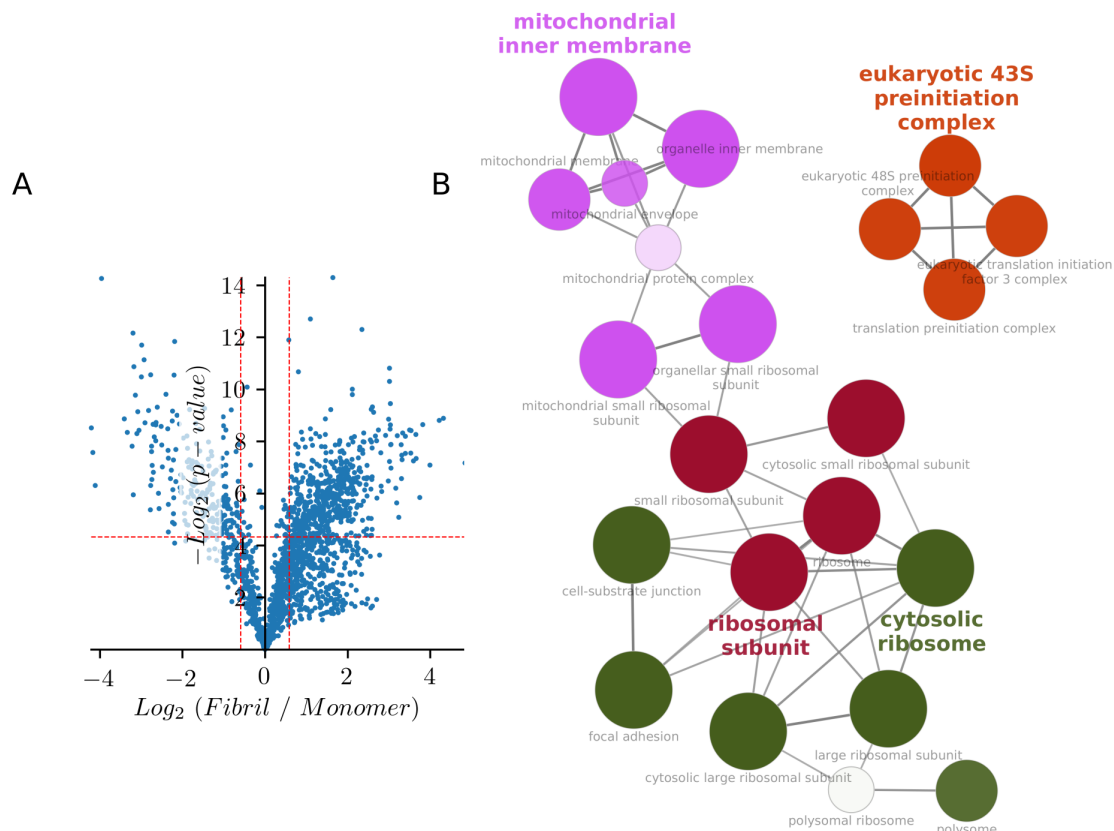 A
B
14
12
10
8
6
4
2
−4
−2
0
2
4
−Log₂ (p − value)
Log₂ (Fibril / Monomer)
mitochondrial
inner membrane
organelle inner membrane
mitochondrial membrane
mitochondrial envelope
mitochondrial protein complex
organellar small ribosomal
subunit
mitochondrial small ribosomal
subunit
eukaryotic 43S
preinitiation
complex
eukaryotic 48S preinitiation
complex
eukaryotic translation initiation
factor 3 complex
translation preinitiation complex
small ribosomal subunit
cytosolic small ribosomal subunit
ribosome
cell-substrate junction
ribosomal
subunit
cytosolic
ribosome
focal adhesion
large ribosomal subunit
cytosolic large ribosomal subunit
polysomal ribosome
polysome